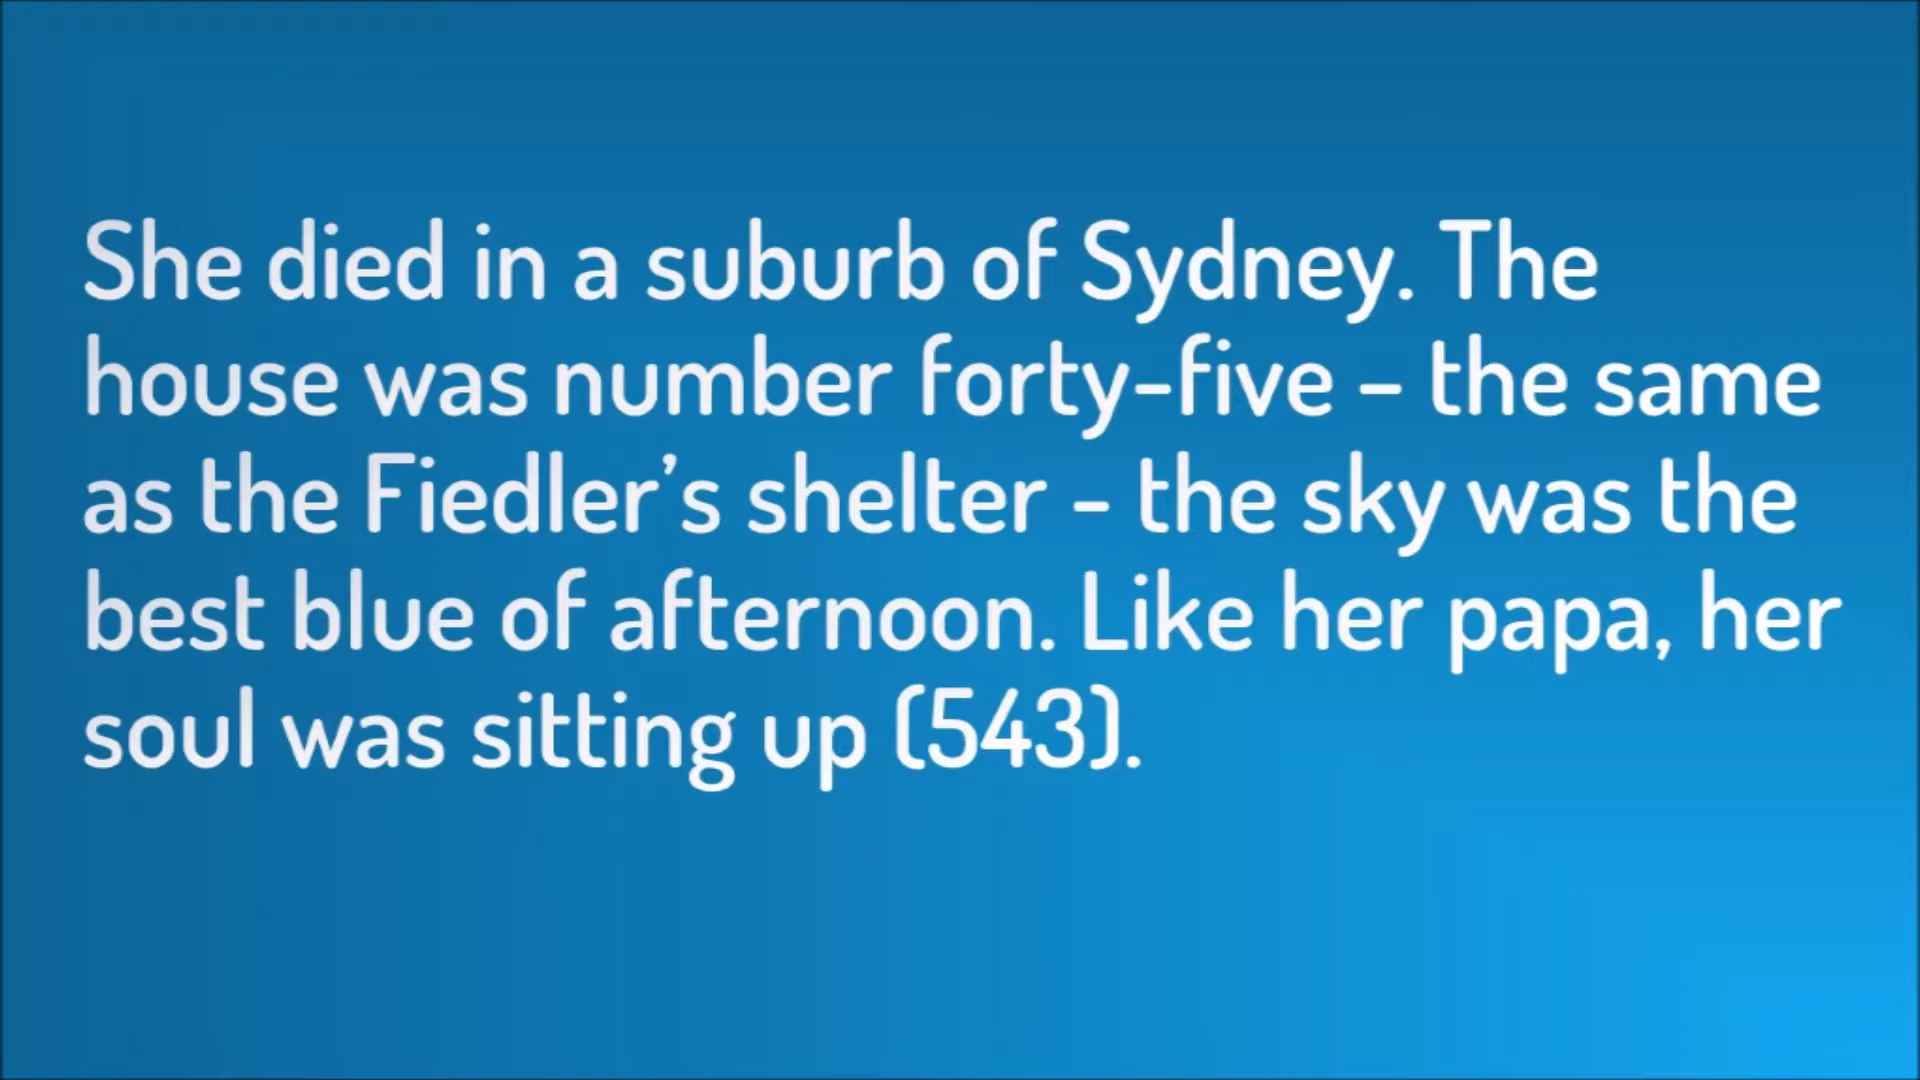 She died in a suburb of Sydney. The
house was number forty-five – the same
as the Fiedler’s shelter - the sky was the
best blue of afternoon. Like her papa, her
soul was sitting up (543).